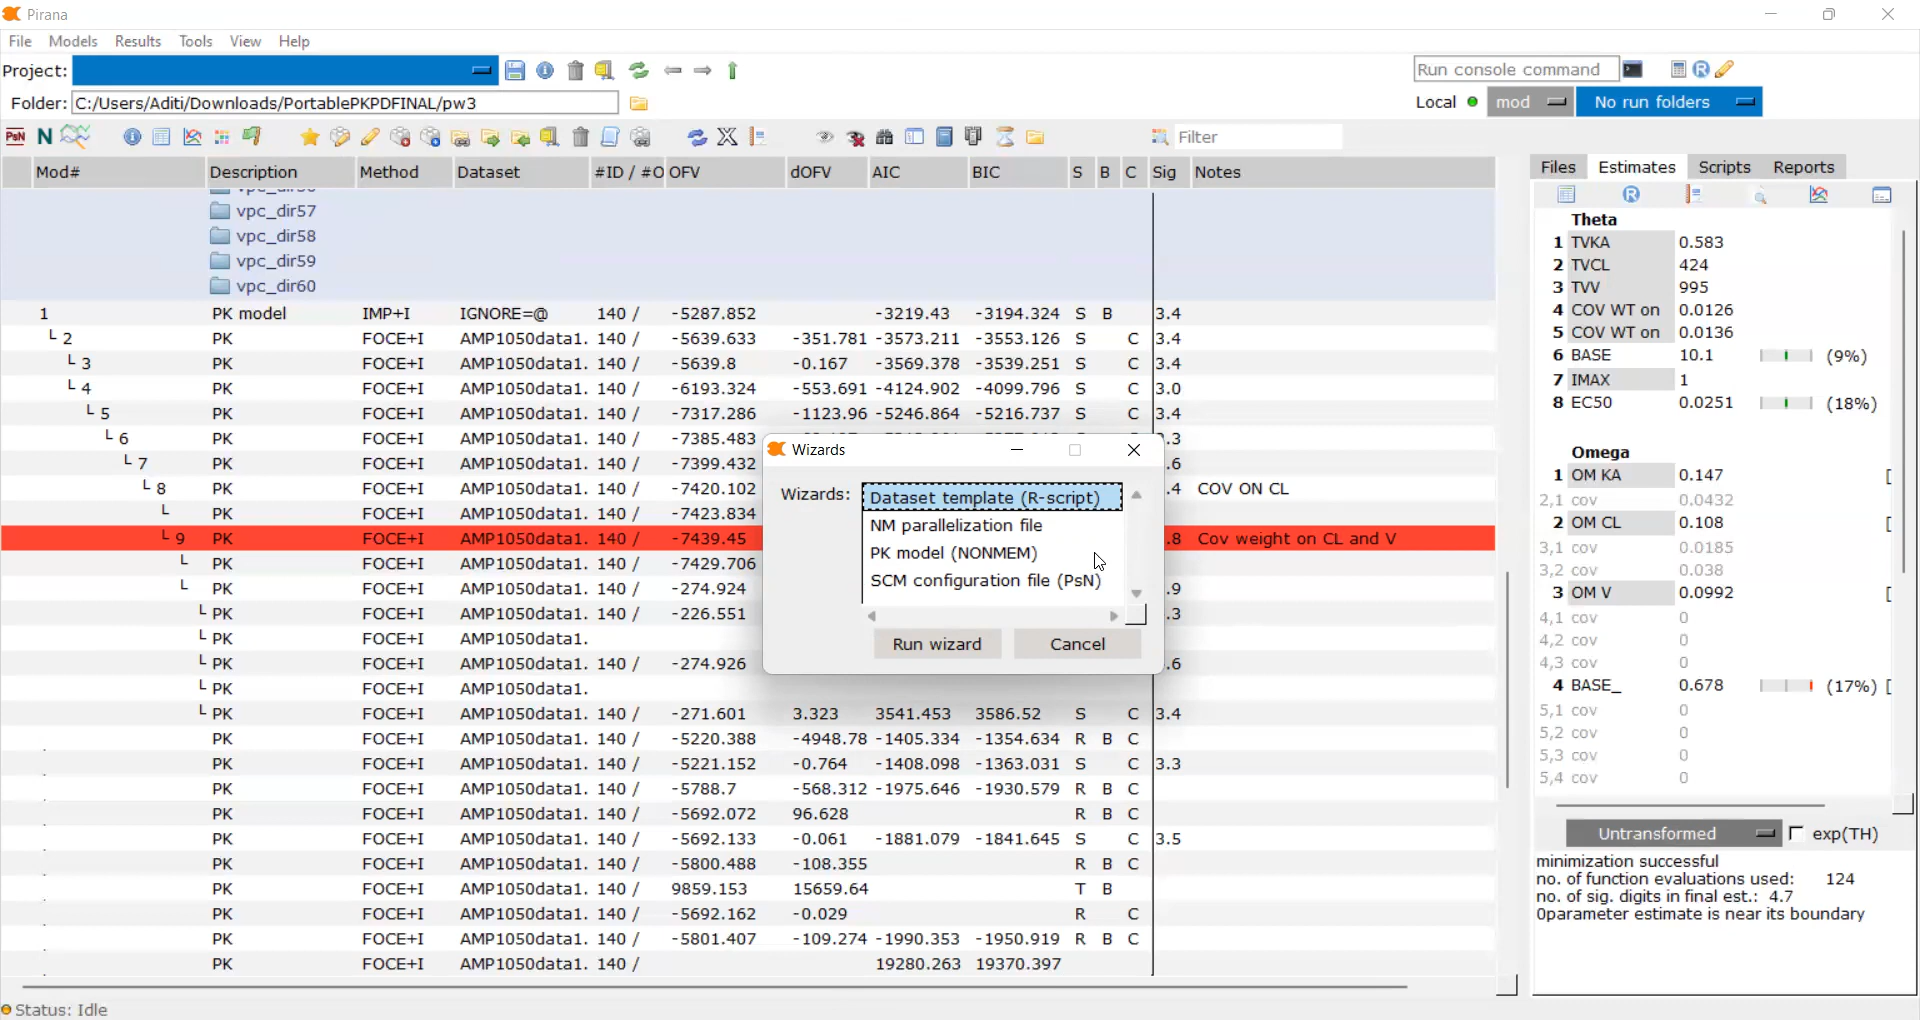 Pirana
File Models Results Tools View Help
Project:
Run console command
Folder: C:/Users/Aditi/Downloads/PortablePKPDFINAL/pw3
Local mod No run folders
PsN N Filter
Mod# Description Method Dataset #ID / #O OFV dOFV AIC BIC S B C Sig Notes
vpc_dir57
vpc_dir58
vpc_dir59
vpc_dir60
1 PK model IMP+I IGNORE=@ 140 / -5287.852 -3219.43 -3194.324 S B 3.4
2 PK FOCE+I AMP1050data1. 140 / -5639.633 -351.781 -3573.211 -3553.126 S C 3.4
3 PK FOCE+I AMP1050data1. 140 / -5639.8 -0.167 -3569.378 -3539.251 S C 3.4
4 PK FOCE+I AMP1050data1. 140 / -6193.324 -553.691 -4124.902 -4099.796 S C 3.0
5 PK FOCE+I AMP1050data1. 140 / -7317.286 -1123.96 -5246.864 -5216.737 S C 3.4
6 PK FOCE+I AMP1050data1. 140 / -7385.483 .3
7 PK FOCE+I AMP1050data1. 140 / -7399.432 .6
8 PK FOCE+I AMP1050data1. 140 / -7420.102 .4 COV ON CL
PK FOCE+I AMP1050data1. 140 / -7423.834
9 PK FOCE+I AMP1050data1. 140 / -7439.45 .8 Cov weight on CL and V
PK FOCE+I AMP1050data1. 140 / -7429.706
PK FOCE+I AMP1050data1. 140 / -274.924 .9
PK FOCE+I AMP1050data1. 140 / -226.551 .3
PK FOCE+I AMP1050data1.
PK FOCE+I AMP1050data1. 140 / -274.926 .6
PK FOCE+I AMP1050data1.
PK FOCE+I AMP1050data1. 140 / -271.601 3.323 3541.453 3586.52 S C 3.4
PK FOCE+I AMP1050data1. 140 / -5220.388 -4948.78 -1405.334 -1354.634 R B C
PK FOCE+I AMP1050data1. 140 / -5221.152 -0.764 -1408.098 -1363.031 S C 3.3
PK FOCE+I AMP1050data1. 140 / -5788.7 -568.312 -1975.646 -1930.579 R B C
PK FOCE+I AMP1050data1. 140 / -5692.072 96.628 R B C
PK FOCE+I AMP1050data1. 140 / -5692.133 -0.061 -1881.079 -1841.645 S C 3.5
PK FOCE+I AMP1050data1. 140 / -5800.488 -108.355 R B C
PK FOCE+I AMP1050data1. 140 / 9859.153 15659.64 T B
PK FOCE+I AMP1050data1. 140 / -5692.162 -0.029 R C
PK FOCE+I AMP1050data1. 140 / -5801.407 -109.274 -1990.353 -1950.919 R B C
PK FOCE+I AMP1050data1. 140 / 19280.263 19370.397
Status: Idle
Wizards
Wizards: Dataset template (R-script)
NM parallelization file
PK model (NONMEM)
SCM configuration file (PsN)
Run wizard Cancel
Files Estimates Scripts Reports
Theta
1 TVKA 0.583
2 TVCL 424
3 TVV 995
4 COV WT on 0.0126
5 COV WT on 0.0136
6 BASE 10.1 (9%)
7 IMAX 1
8 EC50 0.0251 (18%)
Omega
1 OM KA 0.147 [
2,1 cov 0.0432
2 OM CL 0.108 [
3,1 cov 0.0185
3,2 cov 0.038
3 OM V 0.0992 [
4,1 cov 0
4,2 cov 0
4,3 cov 0
4 BASE_ 0.678 (17%) [
5,1 cov 0
5,2 cov 0
5,3 cov 0
5,4 cov 0
Untransformed exp(TH)
minimization successful
no. of function evaluations used: 124
no. of sig. digits in final est.: 4.7
0parameter estimate is near its boundary